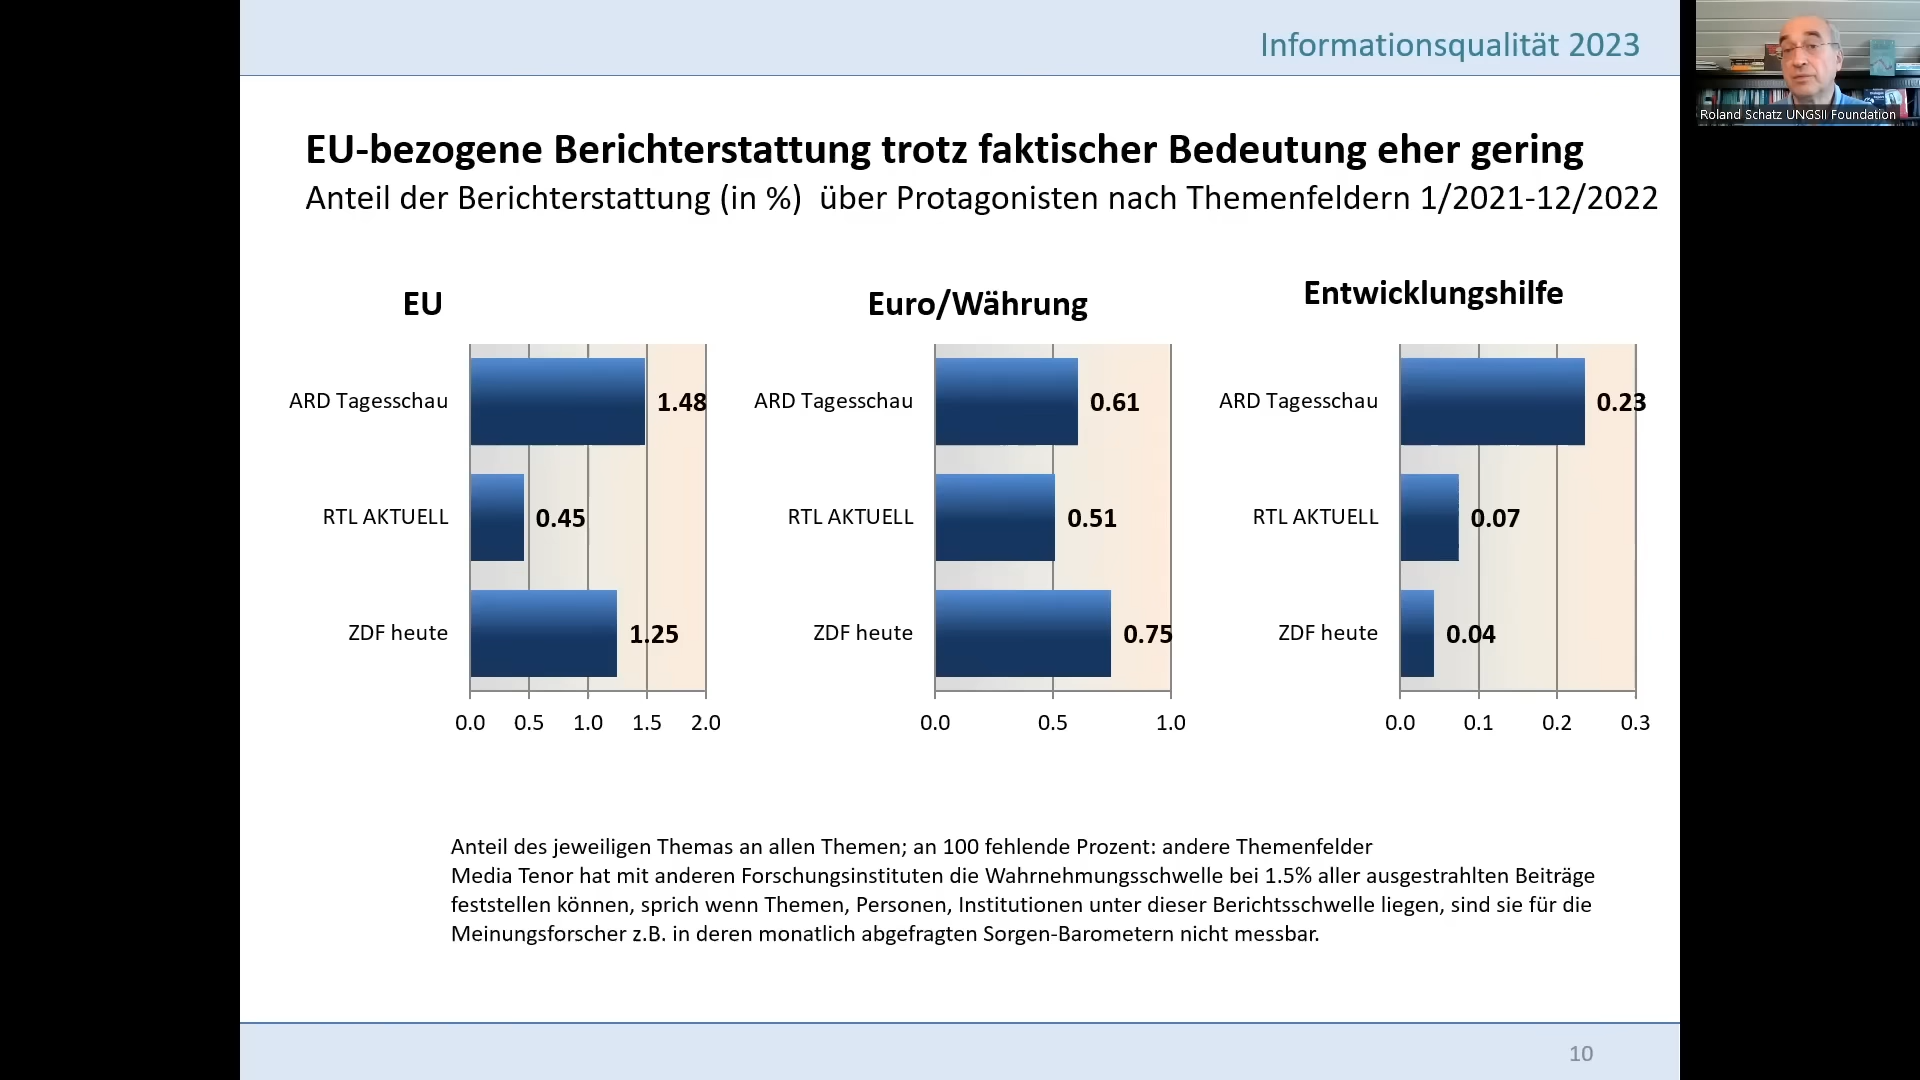 Informationsqualität 2023
Roland Schatz UNGSII Foundation
EU-bezogene Berichterstattung trotz faktischer Bedeutung eher gering
Anteil der Berichterstattung (in %) über Protagonisten nach Themenfeldern 1/2021-12/2022
EU
ARD Tagesschau 1.48
RTL AKTUELL 0.45
ZDF heute 1.25
0.0 0.5 1.0 1.5 2.0
Euro/Währung
ARD Tagesschau 0.61
RTL AKTUELL 0.51
ZDF heute 0.75
0.0 0.5 1.0
Entwicklungshilfe
ARD Tagesschau 0.23
RTL AKTUELL 0.07
ZDF heute 0.04
0.0 0.1 0.2 0.3
Anteil des jeweiligen Themas an allen Themen; an 100 fehlende Prozent: andere Themenfelder
Media Tenor hat mit anderen Forschungsinstituten die Wahrnehmungsschwelle bei 1.5% aller ausgestrahlten Beiträge
feststellen können, sprich wenn Themen, Personen, Institutionen unter dieser Berichtsschwelle liegen, sind sie für die
Meinungsforscher z.B. in deren monatlich abgefragten Sorgen-Barometern nicht messbar.
10